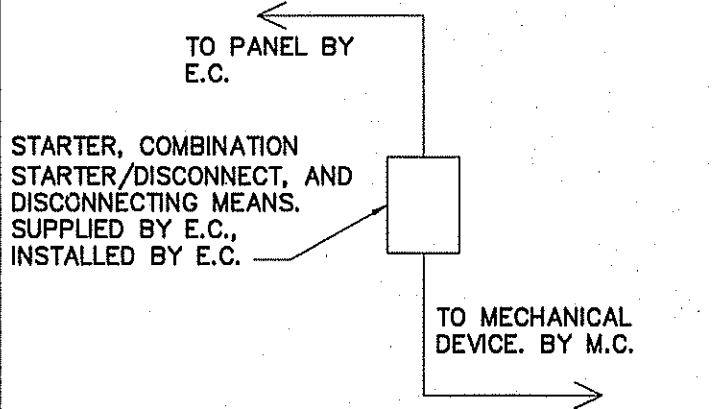 TO PANEL BY
E.C.
STARTER, COMBINATION
STARTER/DISCONNECT, AND
DISCONNECTING MEANS.
SUPPLIED BY E.C.,
INSTALLED BY E.C.
TO MECHANICAL
DEVICE. BY M.C.